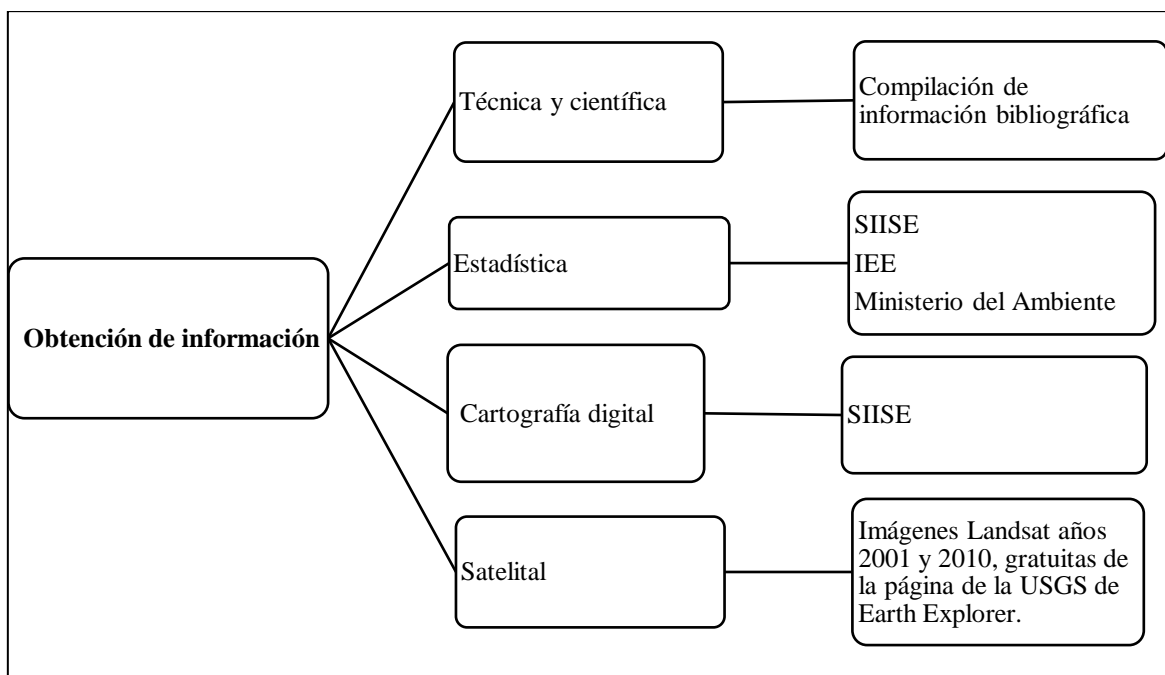 Obtención de información
Técnica y científica
Compilación de
información bibliográfica
Estadística
SIISE
IEE
Ministerio del Ambiente
Cartografía digital
SIISE
Satelital
Imágenes Landsat años
2001 y 2010, gratuitas de
la página de la USGS de
Earth Explorer.